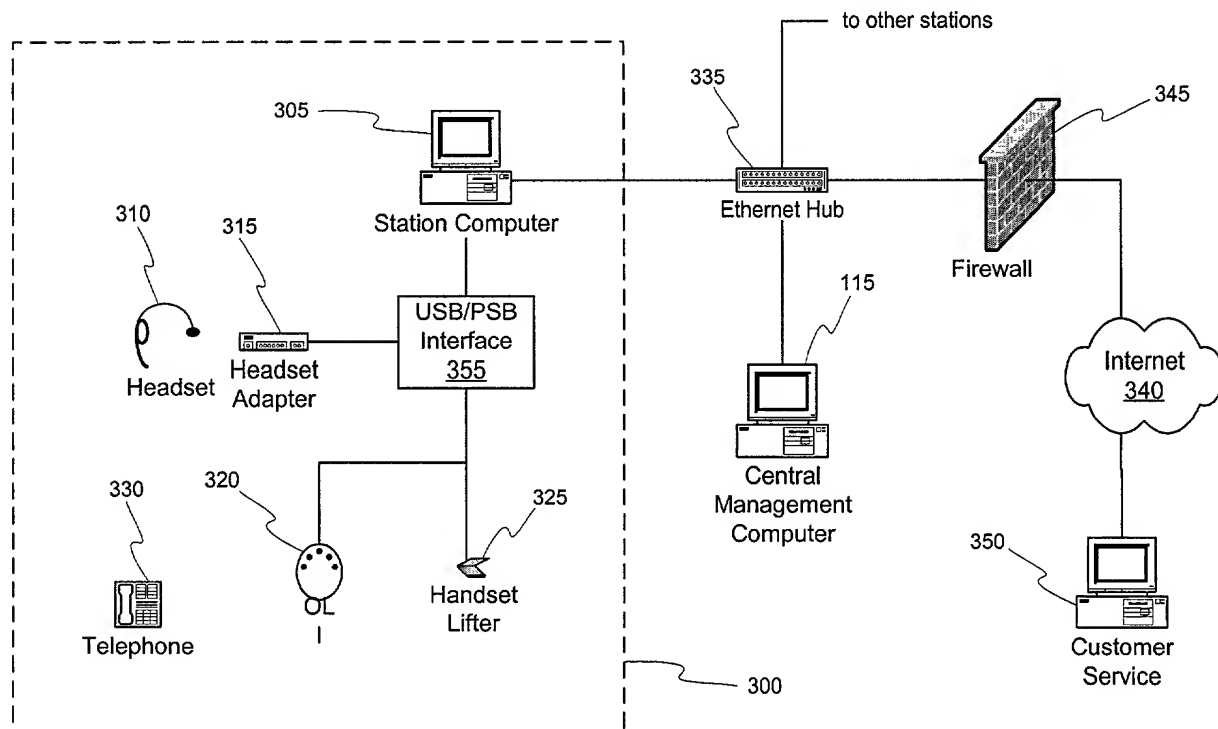 to other stations
335
345
305
Ethernet Hub
Station Computer
Firewall
310
315
115
USB/PSB
Interface
355
Headset
Headset
Adapter
Internet
340
Central
Management
Computer
330
320
325
350
Telephone
OL
I
Handset
Lifter
Customer
Service
300